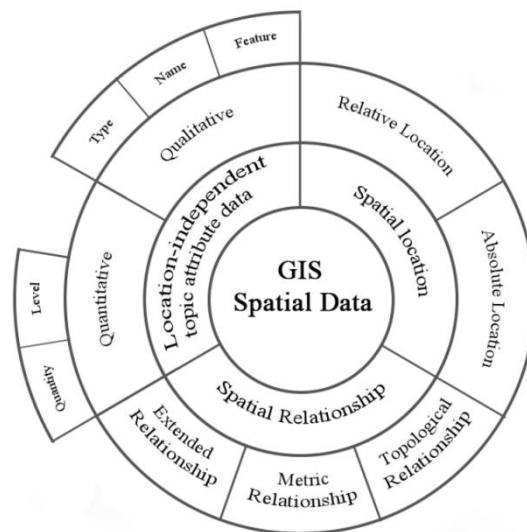 GIS
Spatial Data
Location-independent
topic attribute data
Spatial location
Spatial Relationship
Qualitative
Quantitative
Relative Location
Absolute Location
Topological
Relationship
Metric
Relationship
Extended
Relationship
Type
Name
Feature
Level
Quantity